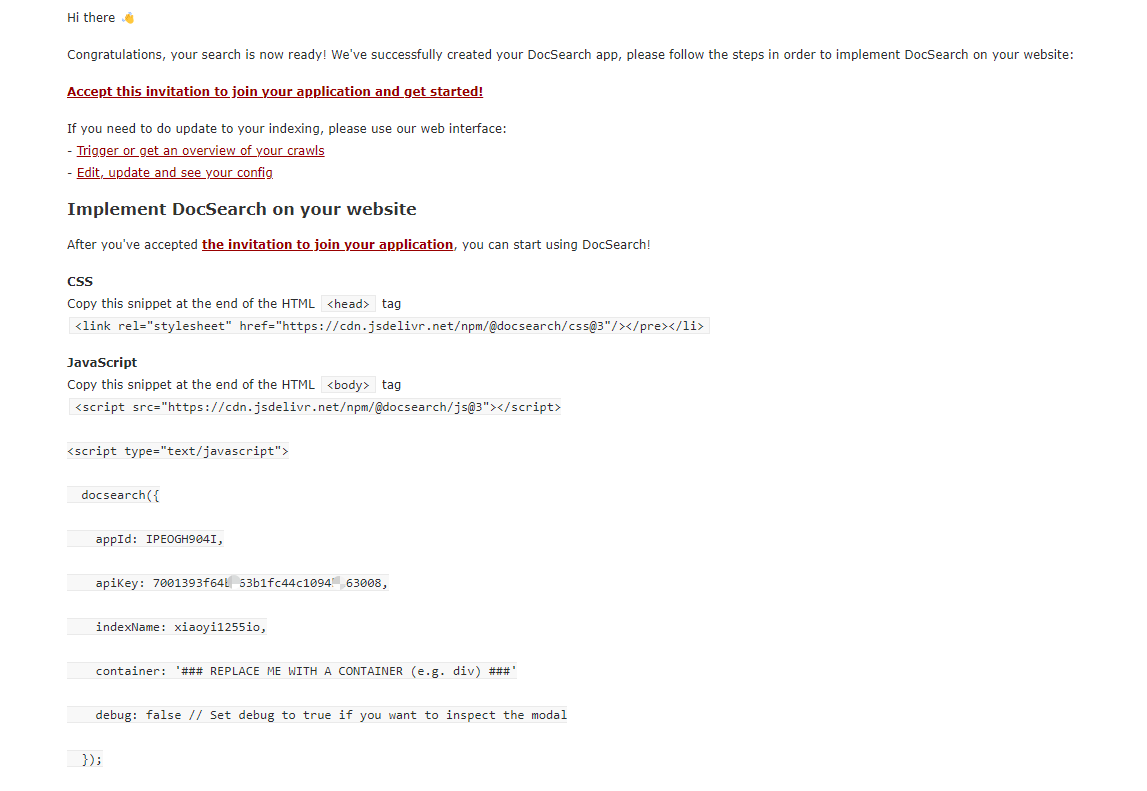 Hi there 👋
Congratulations, your search is now ready! We've successfully created your DocSearch app, please follow the steps in order to implement DocSearch on your website:
Accept this invitation to join your application and get started!
If you need to do update to your indexing, please use our web interface:
- Trigger or get an overview of your crawls
- Edit, update and see your config
Implement DocSearch on your website
After you've accepted the invitation to join your application, you can start using DocSearch!
CSS
Copy this snippet at the end of the HTML <head> tag
<link rel="stylesheet" href="https://cdn.jsdelivr.net/npm/@docsearch/css@3"/></pre></li>
JavaScript
Copy this snippet at the end of the HTML <body> tag
<script src="https://cdn.jsdelivr.net/npm/@docsearch/js@3"></script>
<script type="text/javascript">
docsearch({
appId: IPEOGH904I,
apiKey:
indexName: xiaoyi1255io,
container: '### REPLACE ME WITH A CONTAINER (e.g. div) ###'
debug: false // Set debug to true if you want to inspect the modal
});